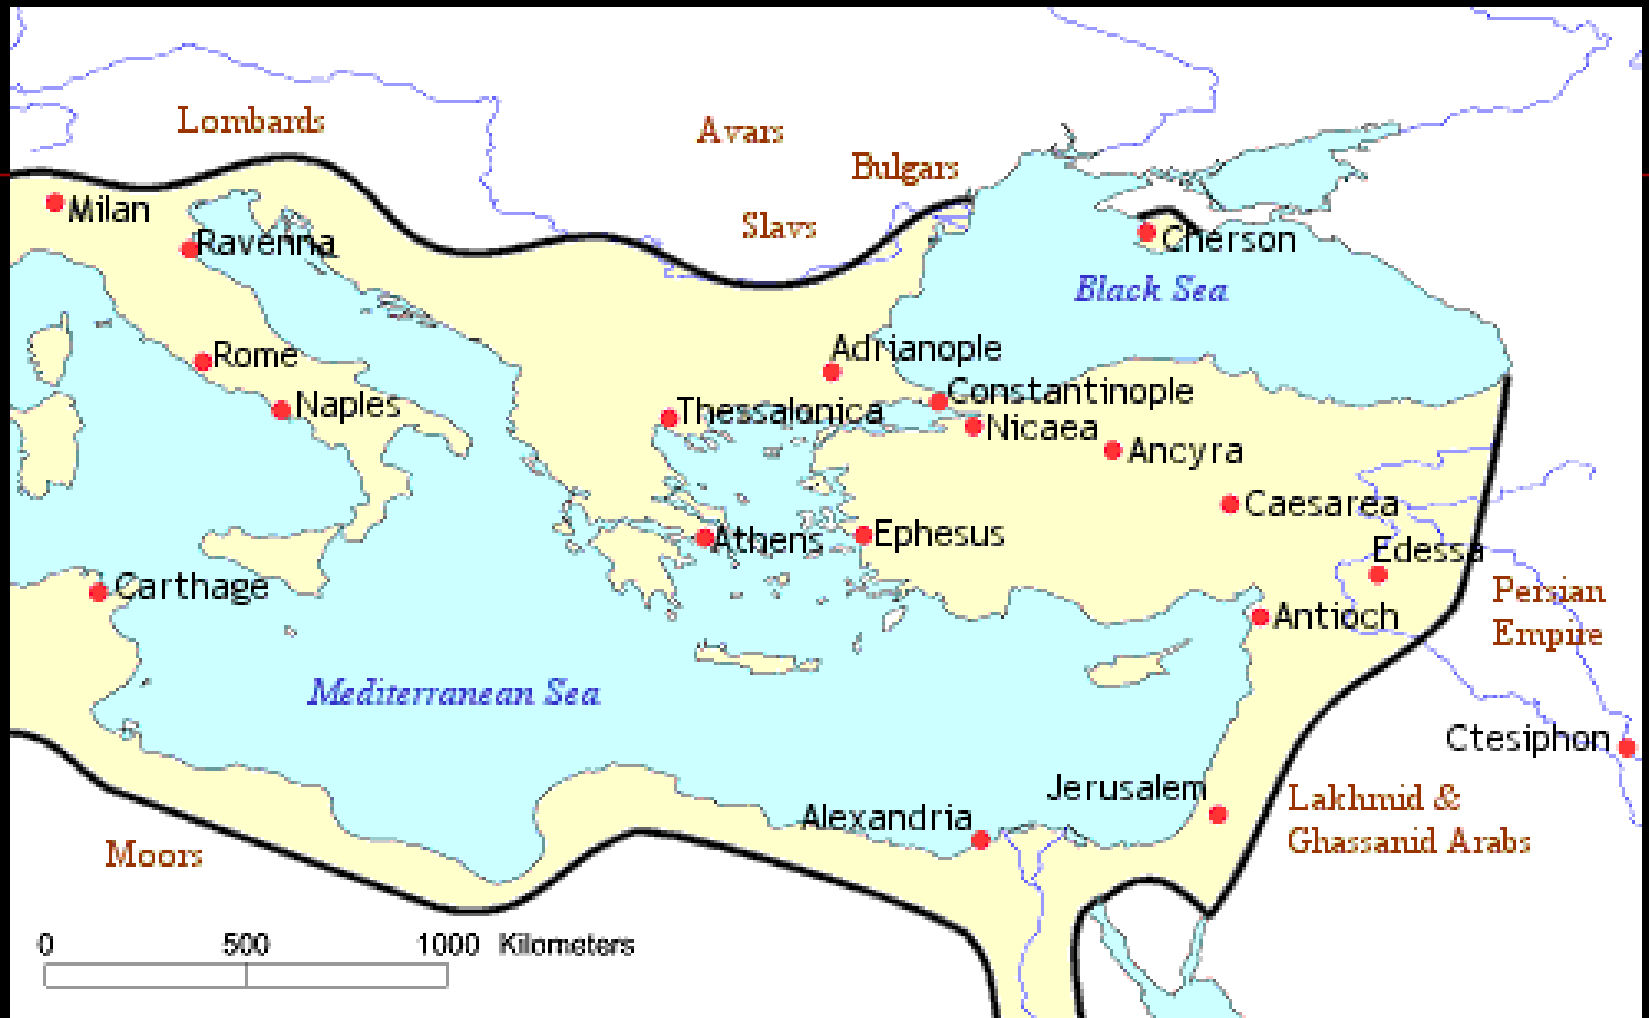 Lombards
Avars
Bulgars
Slavs
Milan
Ravenna
Cherson
Black Sea
Rome
Adrianople
Naples
Constantinople
Thessalonica
Nicaea
Ancyra
Caesarea
Athens
Ephesus
Edessa
Carthage
Persian
Empire
Antioch
Mediterranean Sea
Ctesiphon
Jerusalem
Lakhmid &
Ghassanid Arabs
Alexandria
Moors
0 500 1000 Kilometers